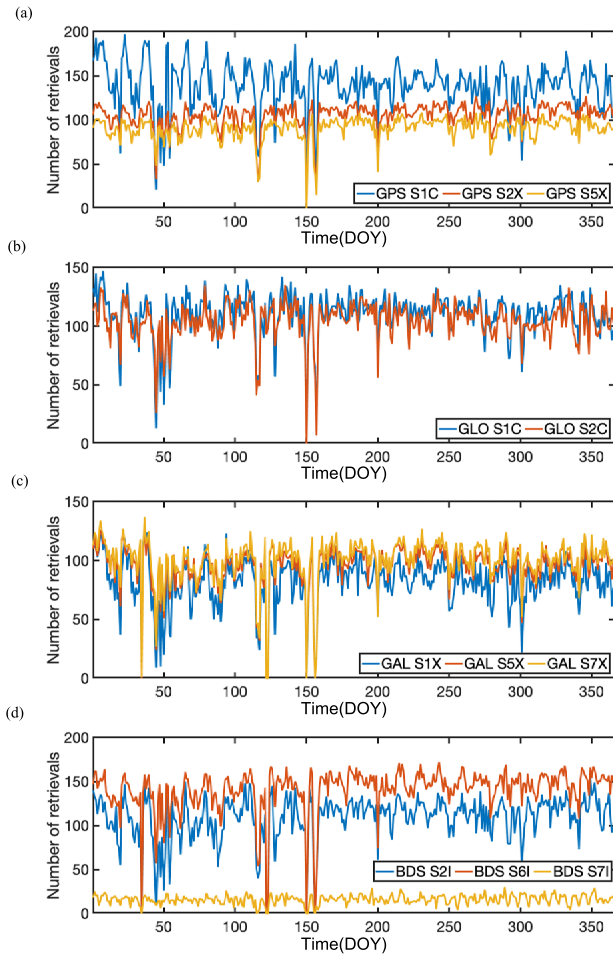 (a)
200
150
100
50
0
Number of retrievals
GPS S1C GPS S2X GPS S5X
50 100 150 200 250 300 350
Time(DOY)
(b)
150
100
50
0
Number of retrievals
GLO S1C GLO S2C
50 100 150 200 250 300 350
Time(DOY)
(c)
150
100
50
0
Number of retrievals
GAL S1X GAL S5X GAL S7X
50 100 150 200 250 300 350
Time(DOY)
(d)
200
150
100
50
0
Number of retrievals
BDS S2I BDS S6I BDS S7I
50 100 150 200 250 300 350
Time(DOY)